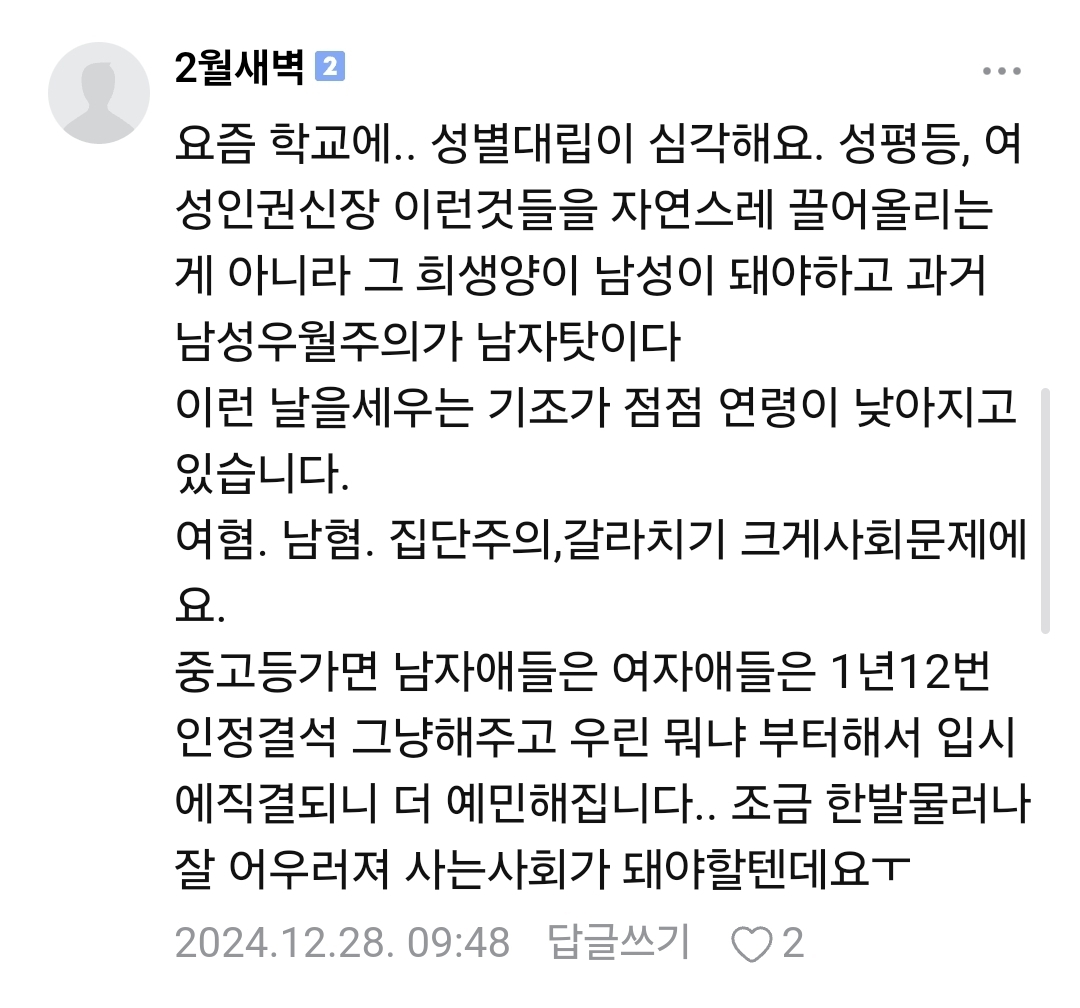 2월새벽 2
요즘 학교에.. 성별대립이 심각해요. 성평등, 여
성인권신장 이런것들을 자연스레 끌어올리는
게 아니라 그 희생양이 남성이 돼야하고 과거
남성우월주의가 남자탓이다
이런 날을세우는 기조가 점점 연령이 낮아지고
있습니다.
여혐. 남혐. 집단주의,갈라치기 크게사회문제에
요.
중고등가면 남자애들은 여자애들은 1년12번
인정결석 그냥해주고 우린 뭐냐 부터해서 입시
에직결되니 더 예민해집니다.. 조금 한발물러나
잘 어우러져 사는사회가 돼야할텐데요ㅜ
2024.12.28. 09:48 답글쓰기 2